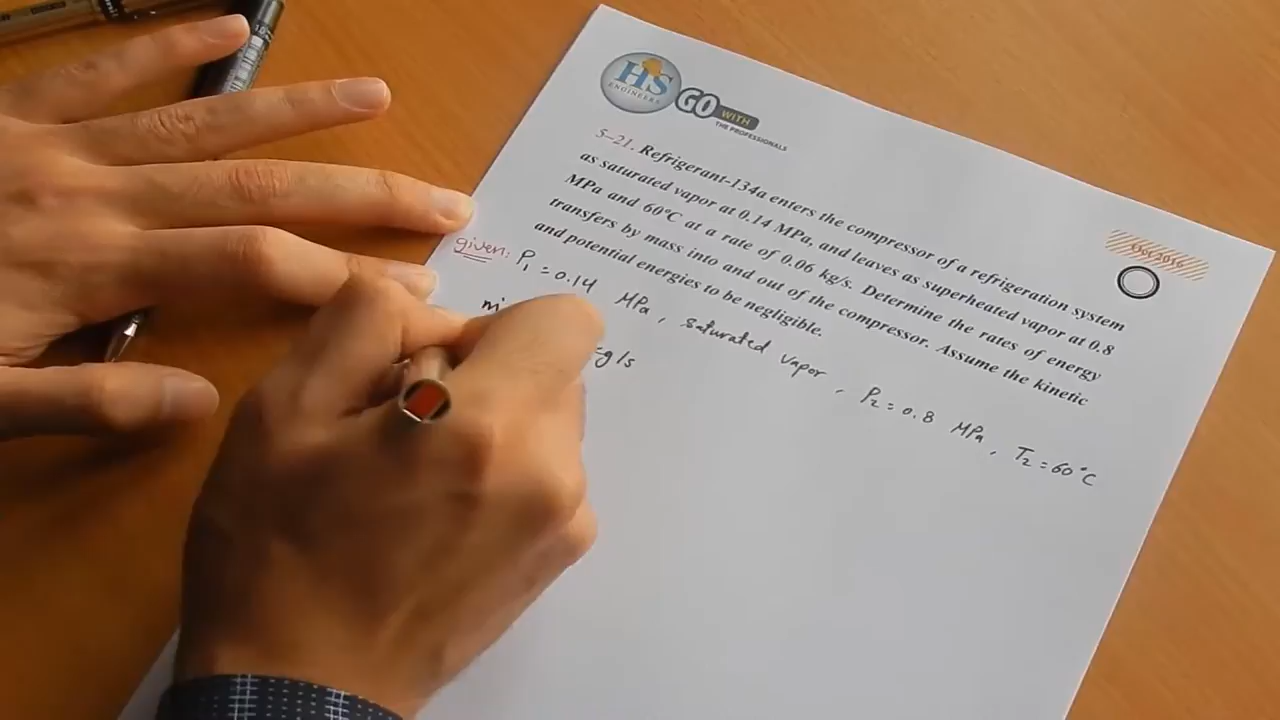 HS
ENGINEERS
GO WITH
THE PROFESSIONALS
5-21. Refrigerant-134a enters the compressor of a refrigeration system
as saturated vapor at 0.14 MPa, and leaves as superheated vapor at 0.8
MPa and 60°C at a rate of 0.06 kg/s. Determine the rates of energy
transfers by mass into and out of the compressor. Assume the kinetic
and potential energies to be negligible.
given: P1 = 0.14 MPa, saturated vapor, P2 = 0.8 MPa, T2 = 60°C
kg/s